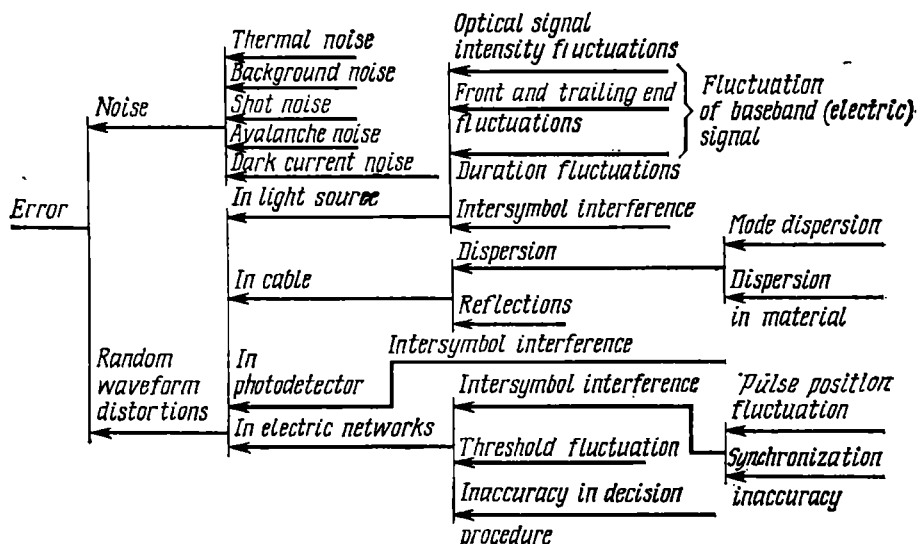 Thermal noise
Background noise
Noise
Shot noise
Avalanche noise
Dark current noise
Optical signal
intensity fluctuations
Front and trailing end
fluctuations
Duration fluctuations
Fluctuation
of baseband (electric)
signal
Error
In light source
Intersymbol interference
Mode dispersion
Dispersion
In cable
Dispersion
in material
Reflections
Intersymbol interference
Random
waveform
distortions
In
photodetector
Intersymbol interference
Pulse position
fluctuation
In electric networks
Threshold fluctuation
Synchronization
inaccuracy
Inaccuracy in decision
procedure